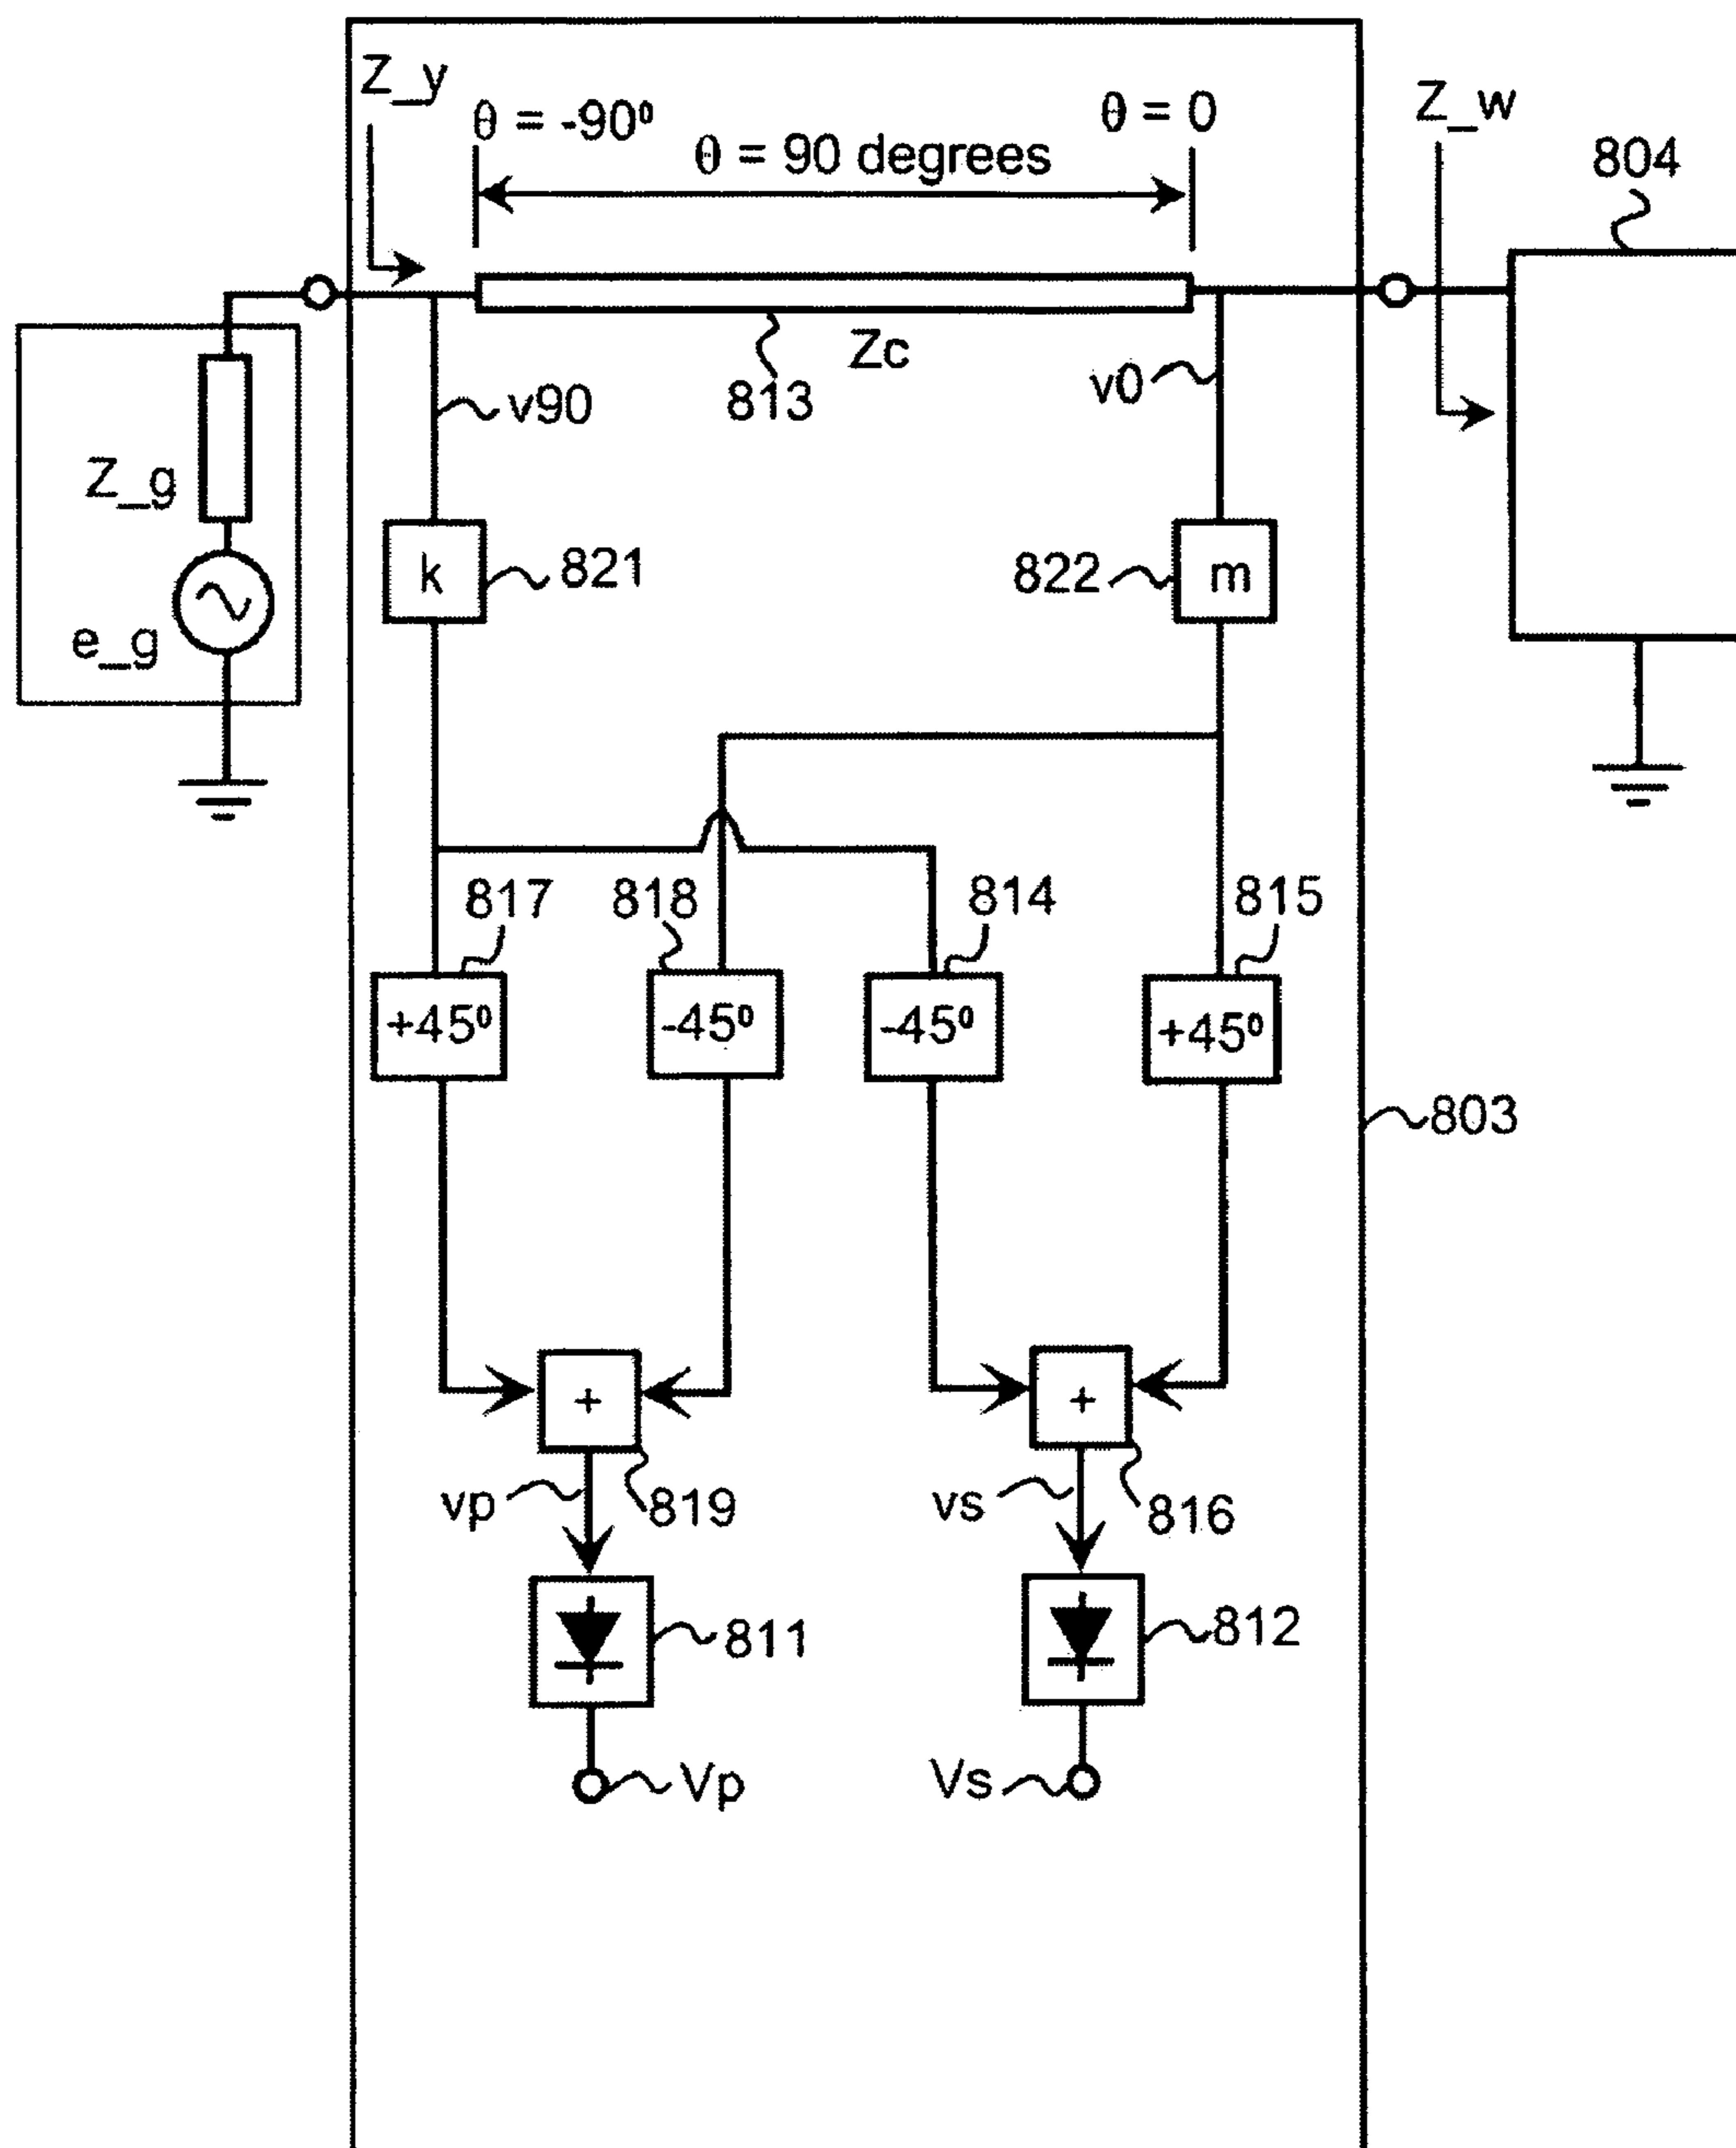 Z_y
θ = -90⁰
θ = 0
θ = 90 degrees
Z_w
804
Zc
813
v90
v0
Z_g
e_g
k
821
822
m
817
818
814
815
+45⁰
-45⁰
-45⁰
+45⁰
803
+
+
vp
819
vs
816
811
812
Vp
Vs